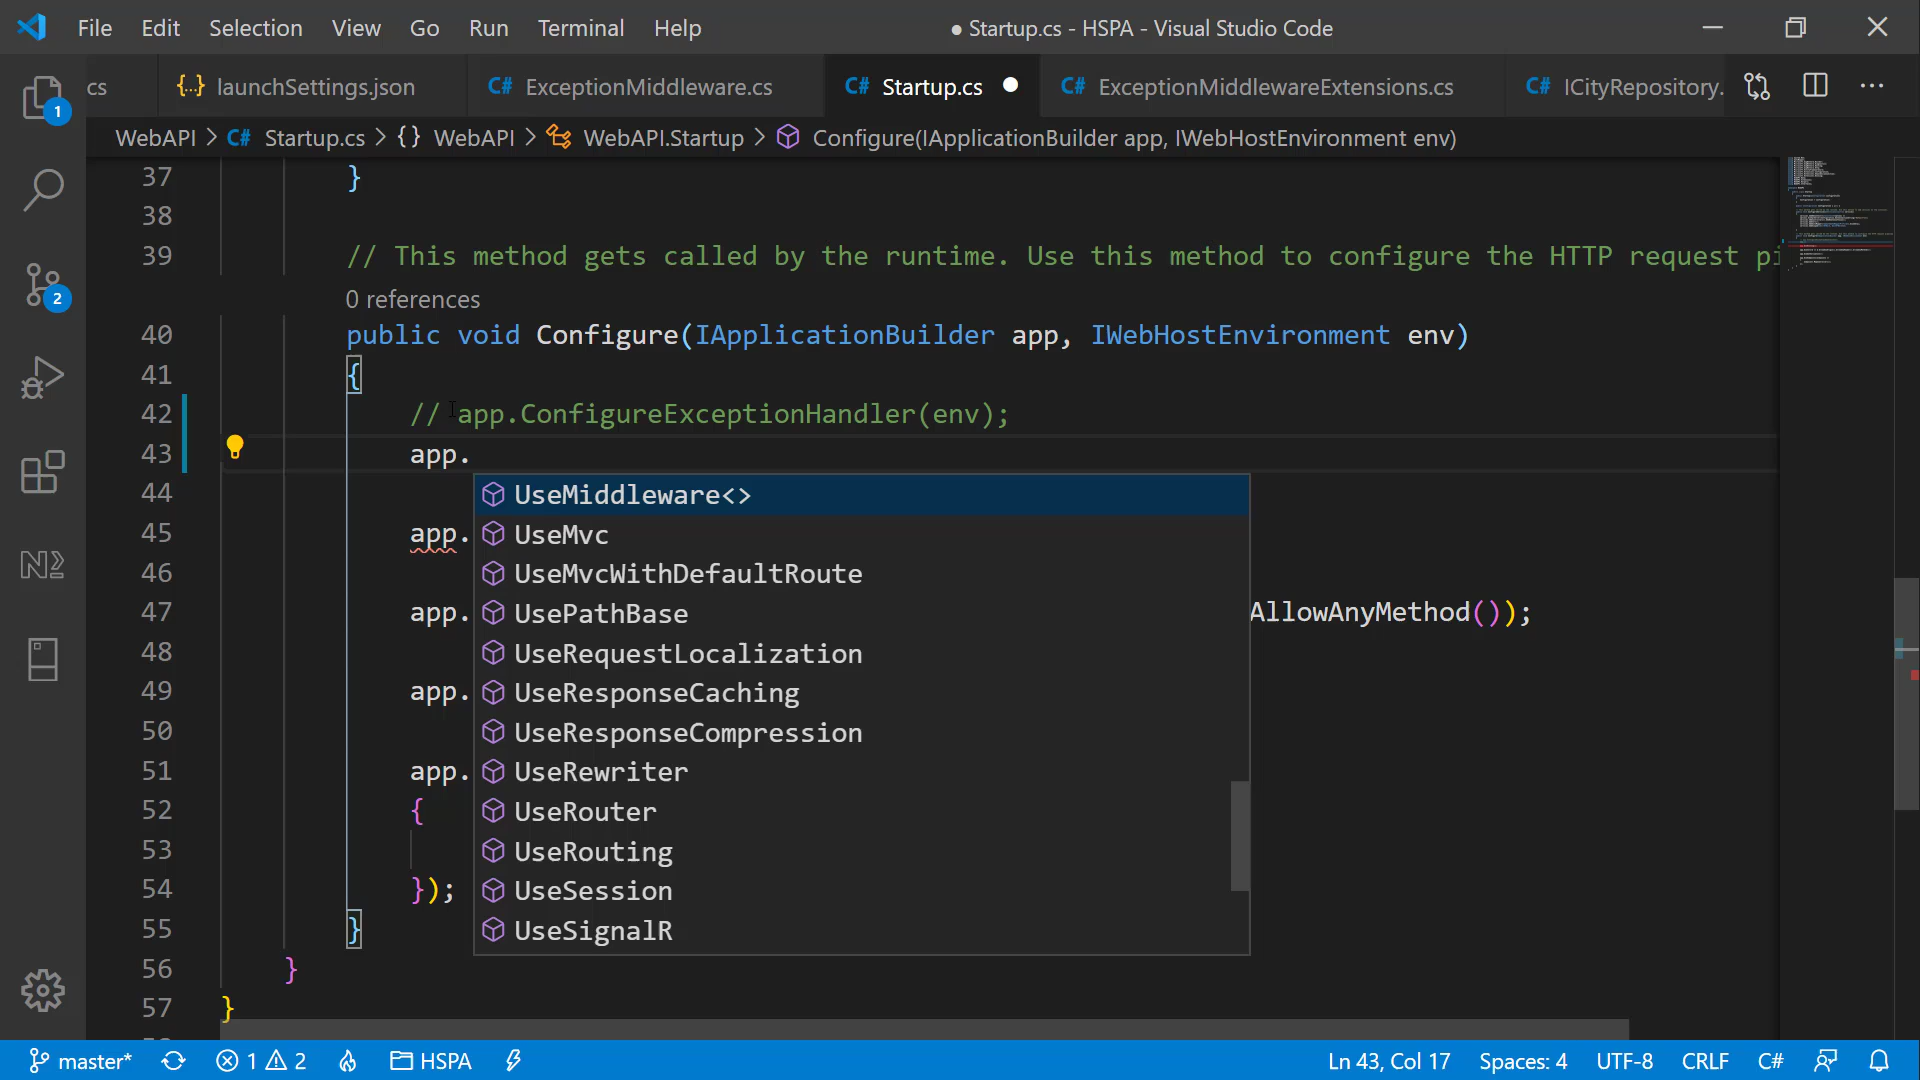 File Edit Selection View Go Run Terminal Help ● Startup.cs - HSPA - Visual Studio Code
cs {..} launchSettings.json C# ExceptionMiddleware.cs C# Startup.cs ● C# ExceptionMiddlewareExtensions.cs C# ICityRepository. ...
WebAPI > C# Startup.cs > {} WebAPI > WebAPI.Startup > Configure(IApplicationBuilder app, IWebHostEnvironment env)
1
37 }
38
39 // This method gets called by the runtime. Use this method to configure the HTTP request pi
0 references
2
40 public void Configure(IApplicationBuilder app, IWebHostEnvironment env)
41 {
42 // app.ConfigureExceptionHandler(env);
43 app.
44 UseMiddleware<>
45 app. UseMvc
46 UseMvcWithDefaultRoute
47 app. UsePathBase AllowAnyMethod());
48 UseRequestLocalization
49 app. UseResponseCaching
50 UseResponseCompression
51 app. UseRewriter
52 { UseRouter
53 UseRouting
54 }); UseSession
55 } UseSignalR
56 }
57 }
master* 1 2 HSPA Ln 43, Col 17 Spaces: 4 UTF-8 CRLF C#